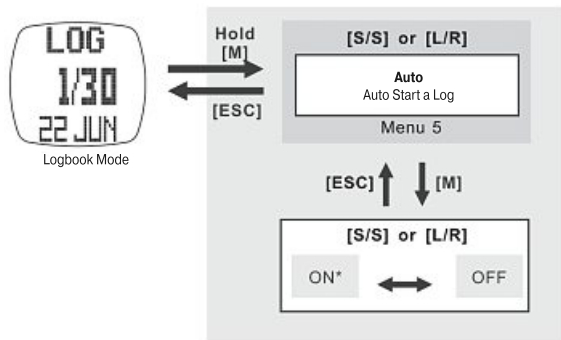 LOG
1/30
22 JUN
Logbook Mode
Hold
[M]
[ESC]
[S/S] or [L/R]
Auto
Auto Start a Log
Menu 5
[ESC] [M]
[S/S] or [L/R]
ON* OFF